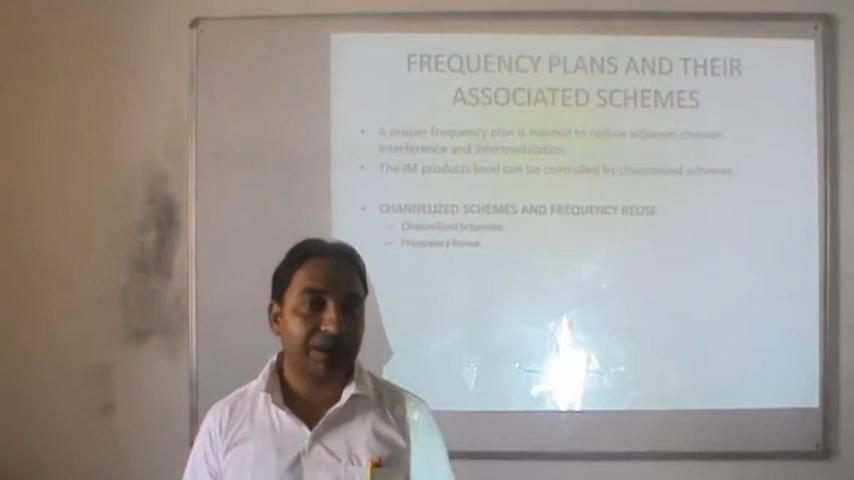 FREQUENCY PLANS AND THEIR
ASSOCIATED SCHEMES
• A proper frequency plan is needed to reduce adjacent channel
interference and intermodulation
• The IM products level can be controlled by channelized schemes
• CHANNELIZED SCHEMES AND FREQUENCY REUSE
– Channelized Schemes
– Frequency Reuse